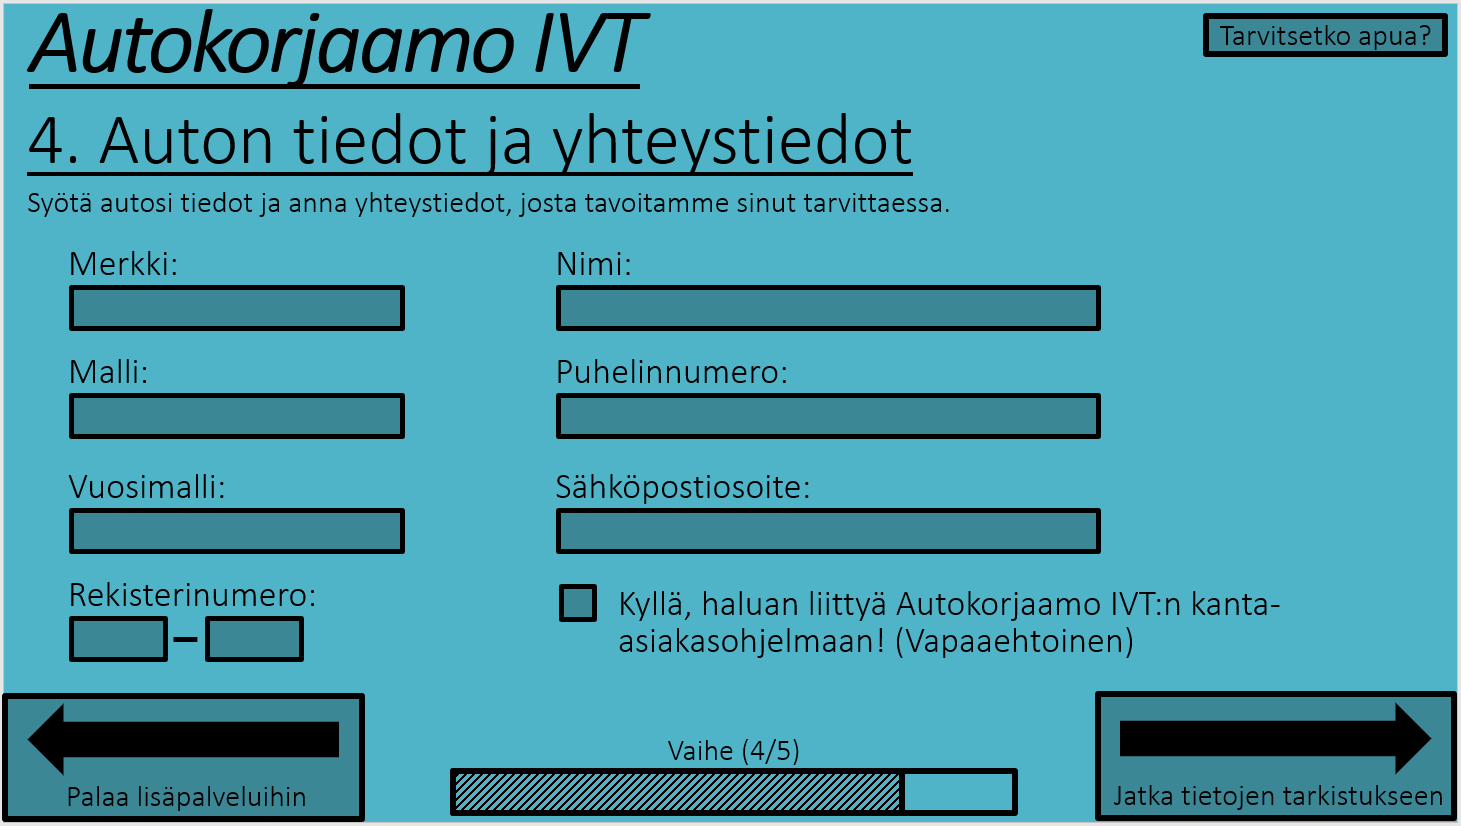 Autokorjaamo IVT
Tarvitsetko apua?
4. Auton tiedot ja yhteystiedot
Syötä autosi tiedot ja anna yhteystiedot, josta tavoitamme sinut tarvittaessa.
Merkki:
Nimi:
Malli:
Puhelinnumero:
Vuosimalli:
Sähköpostiosoite:
Rekisterinumero:
–
Kyllä, haluan liittyä Autokorjaamo IVT:n kanta-
asiakasohjelmaan! (Vapaaehtoinen)
Vaihe (4/5)
Palaa lisäpalveluihin
Jatka tietojen tarkistukseen